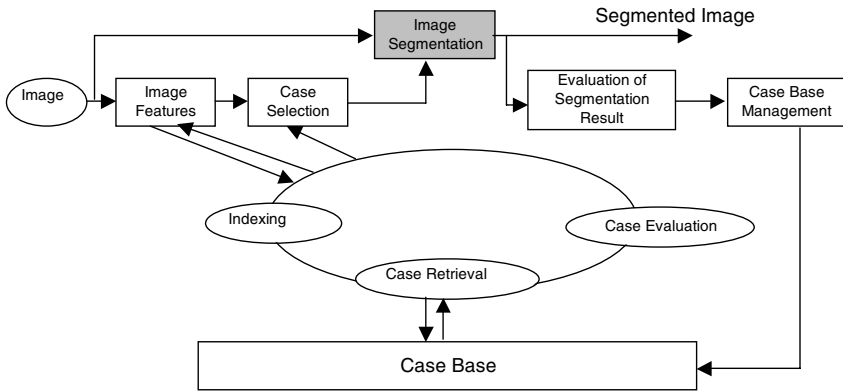 Image
Segmentation
Segmented Image
Image
Image
Features
Case
Selection
Evaluation of
Segmentation
Result
Case Base
Management
Indexing
Case Evaluation
Case Retrieval
Case Base